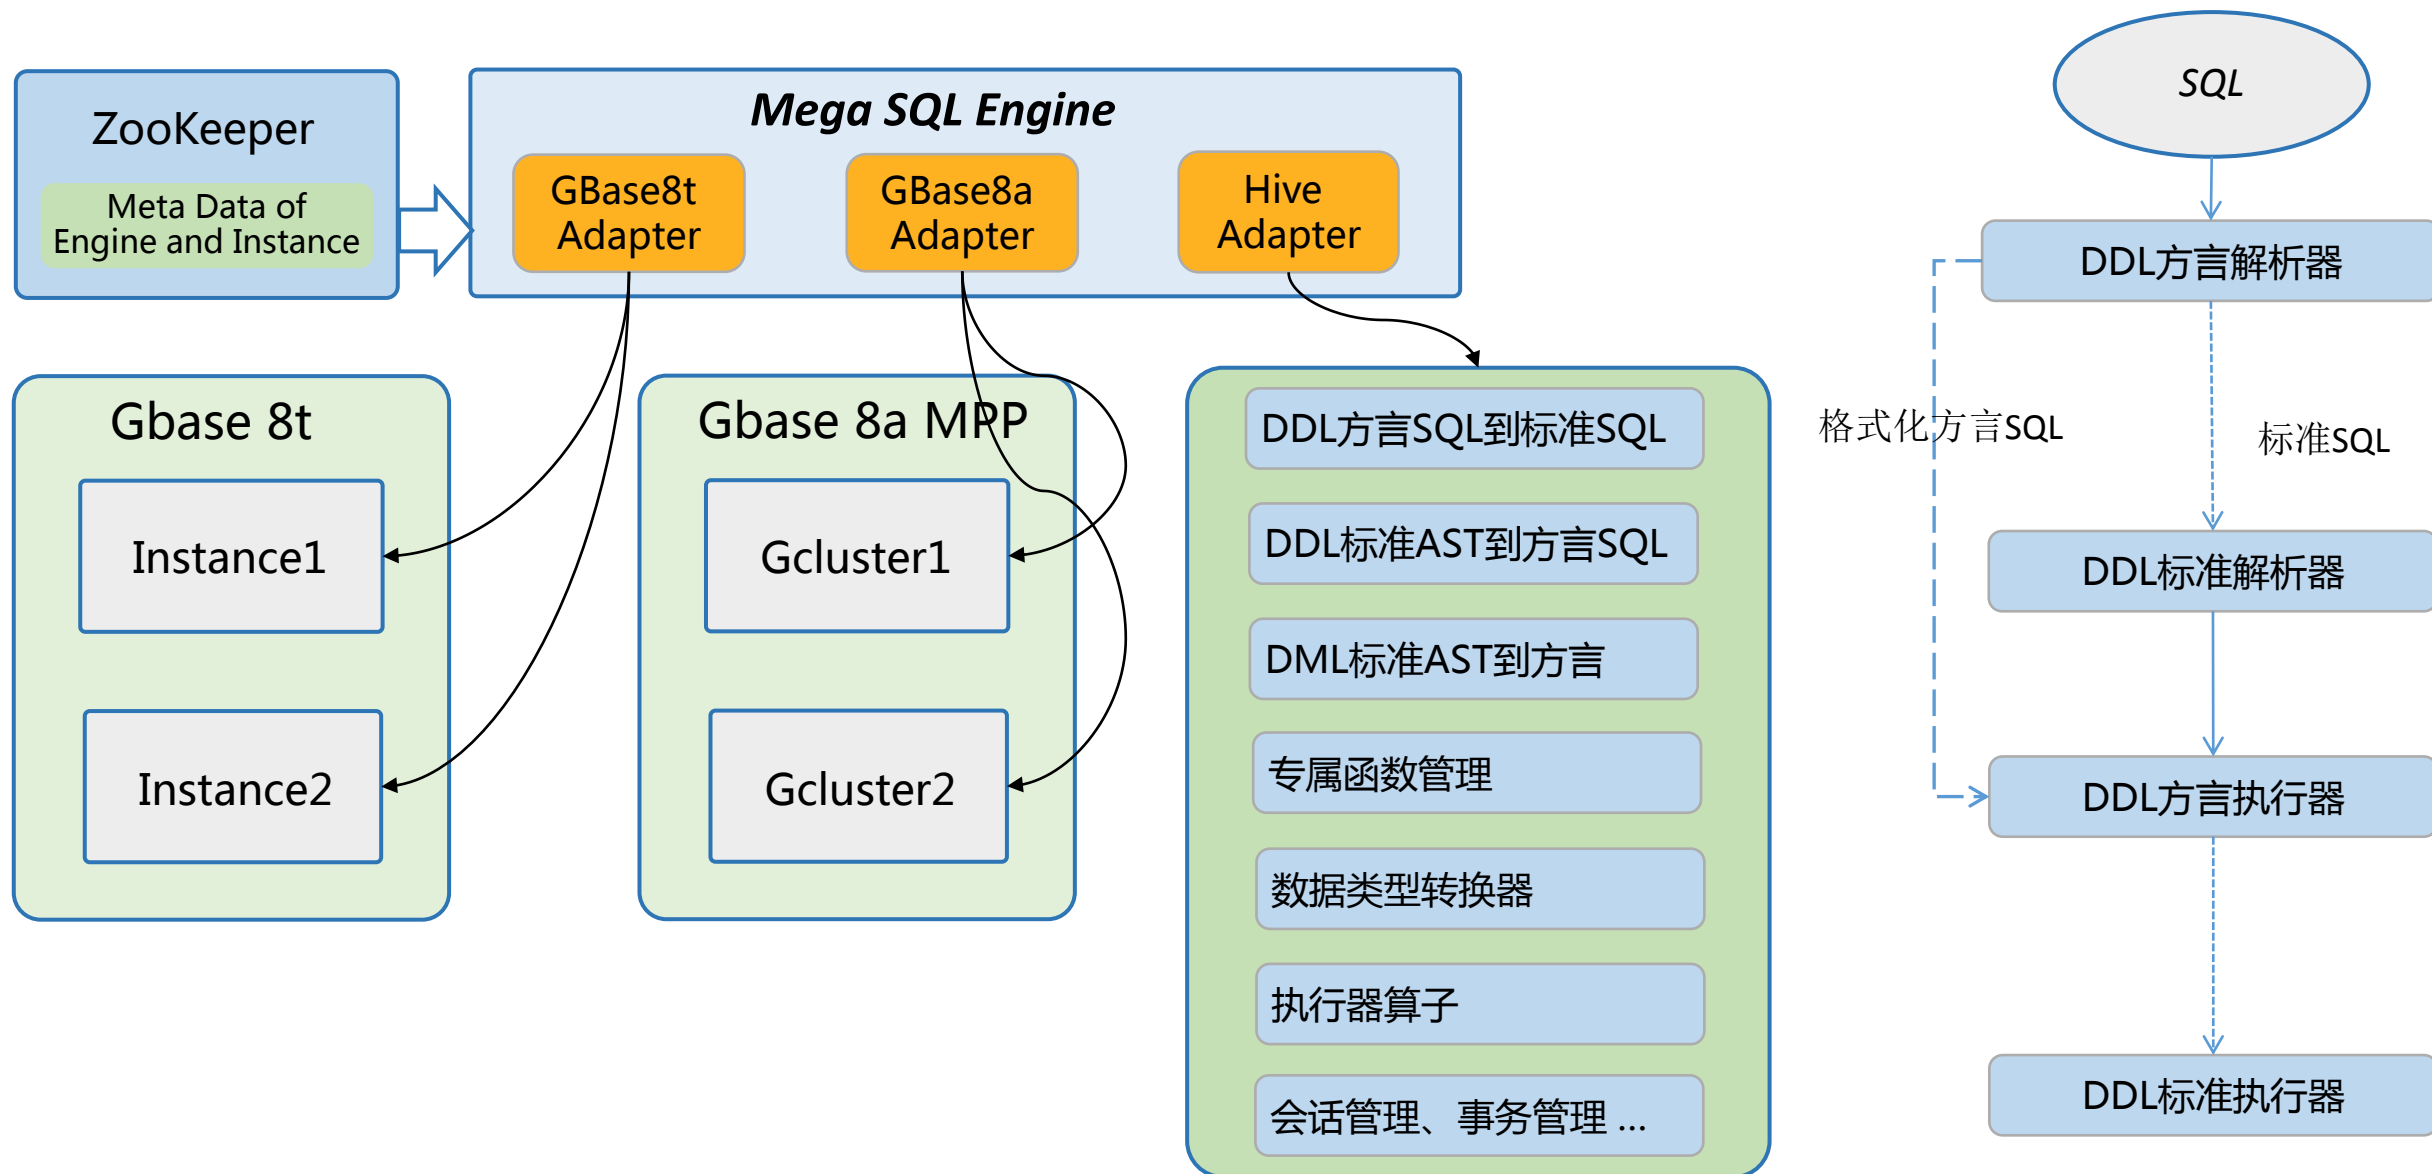 ZooKeeper
Meta Data of
Engine and Instance
Mega SQL Engine
GBase8t
Adapter
GBase8a
Adapter
Hive
Adapter
Gbase 8t
Instance1
Instance2
Gbase 8a MPP
Gcluster1
Gcluster2
DDL方言SQL到标准SQL
DDL标准AST到方言SQL
DML标准AST到方言
专属函数管理
数据类型转换器
执行器算子
会话管理、事务管理 ...
SQL
DDL方言解析器
格式化方言SQL
标准SQL
DDL标准解析器
DDL方言执行器
DDL标准执行器